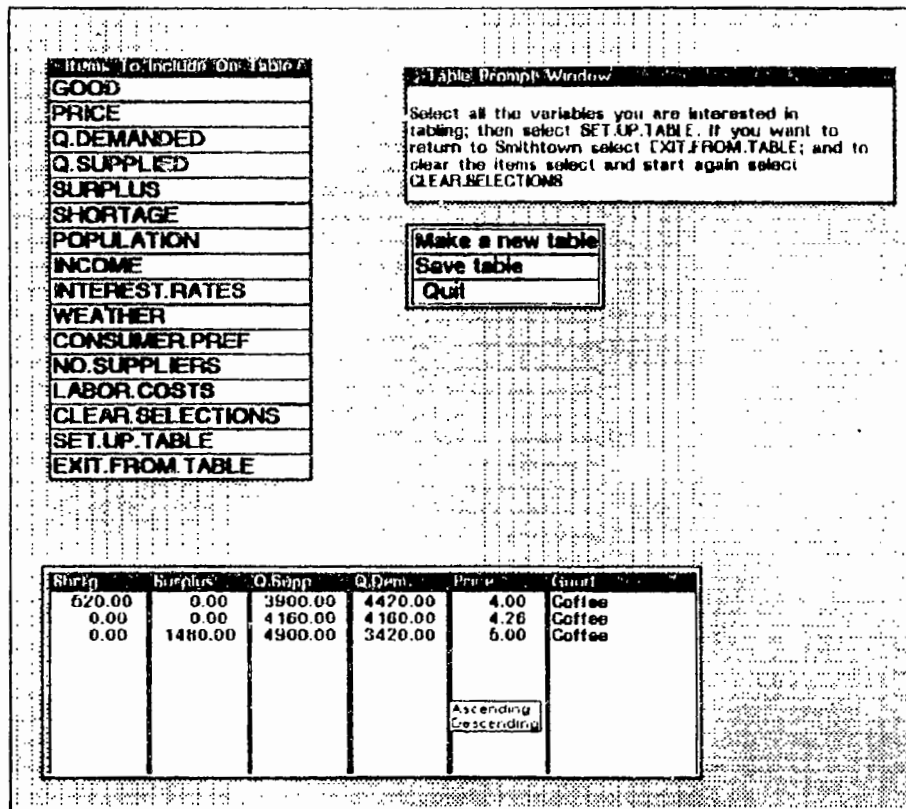 Items To Include On Table
GOOD
PRICE
Q.DEMANDED
Q.SUPPLIED
SURPLUS
SHORTAGE
POPULATION
INCOME
INTEREST.RATES
WEATHER
CONSUMER.PREF
NO.SUPPLIERS
LABOR.COSTS
CLEAR.SELECTIONS
SET.UP.TABLE
EXIT.FROM.TABLE
Table Prompt Window
Select all the variables you are interested in
tabling; then select SET.UP.TABLE. If you want to
return to Smithtown select EXIT.FROM.TABLE; and to
clear the items select and start again select
CLEAR.SELECTIONS
Make a new table
Save table
Quit
Shrtg Surplus Q.Supp Q.Dem. Price Good
520.00 0.00 3900.00 4420.00 4.00 Coffee
0.00 0.00 4160.00 4160.00 4.26 Coffee
0.00 1480.00 4900.00 3420.00 5.00 Coffee
Ascending
Descending